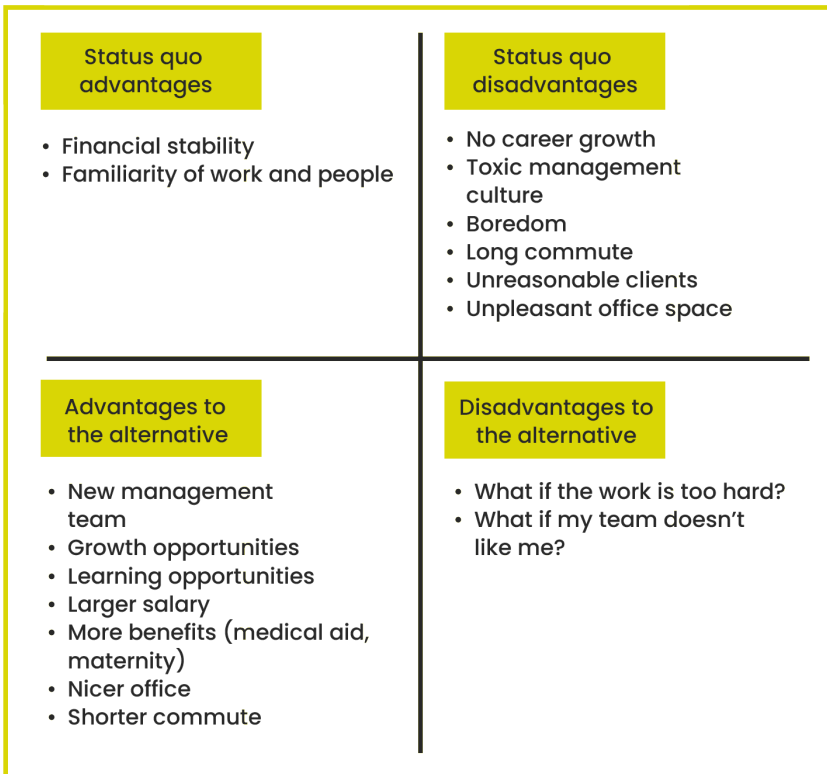 Status quo
advantages
• Financial stability
• Familiarity of work and people
Status quo
disadvantages
• No career growth
• Toxic management
culture
• Boredom
• Long commute
• Unreasonable clients
• Unpleasant office space
Advantages to
the alternative
• New management
team
• Growth opportunities
• Learning opportunities
• Larger salary
• More benefits (medical aid,
maternity)
• Nicer office
• Shorter commute
Disadvantages to
the alternative
• What if the work is too hard?
• What if my team doesn’t
like me?